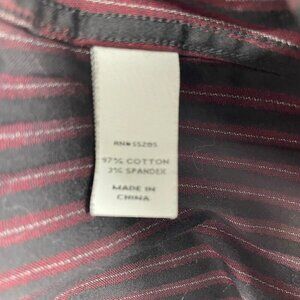 RN# 55285
97% COTTON
3% SPANDEX
MADE IN
CHINA